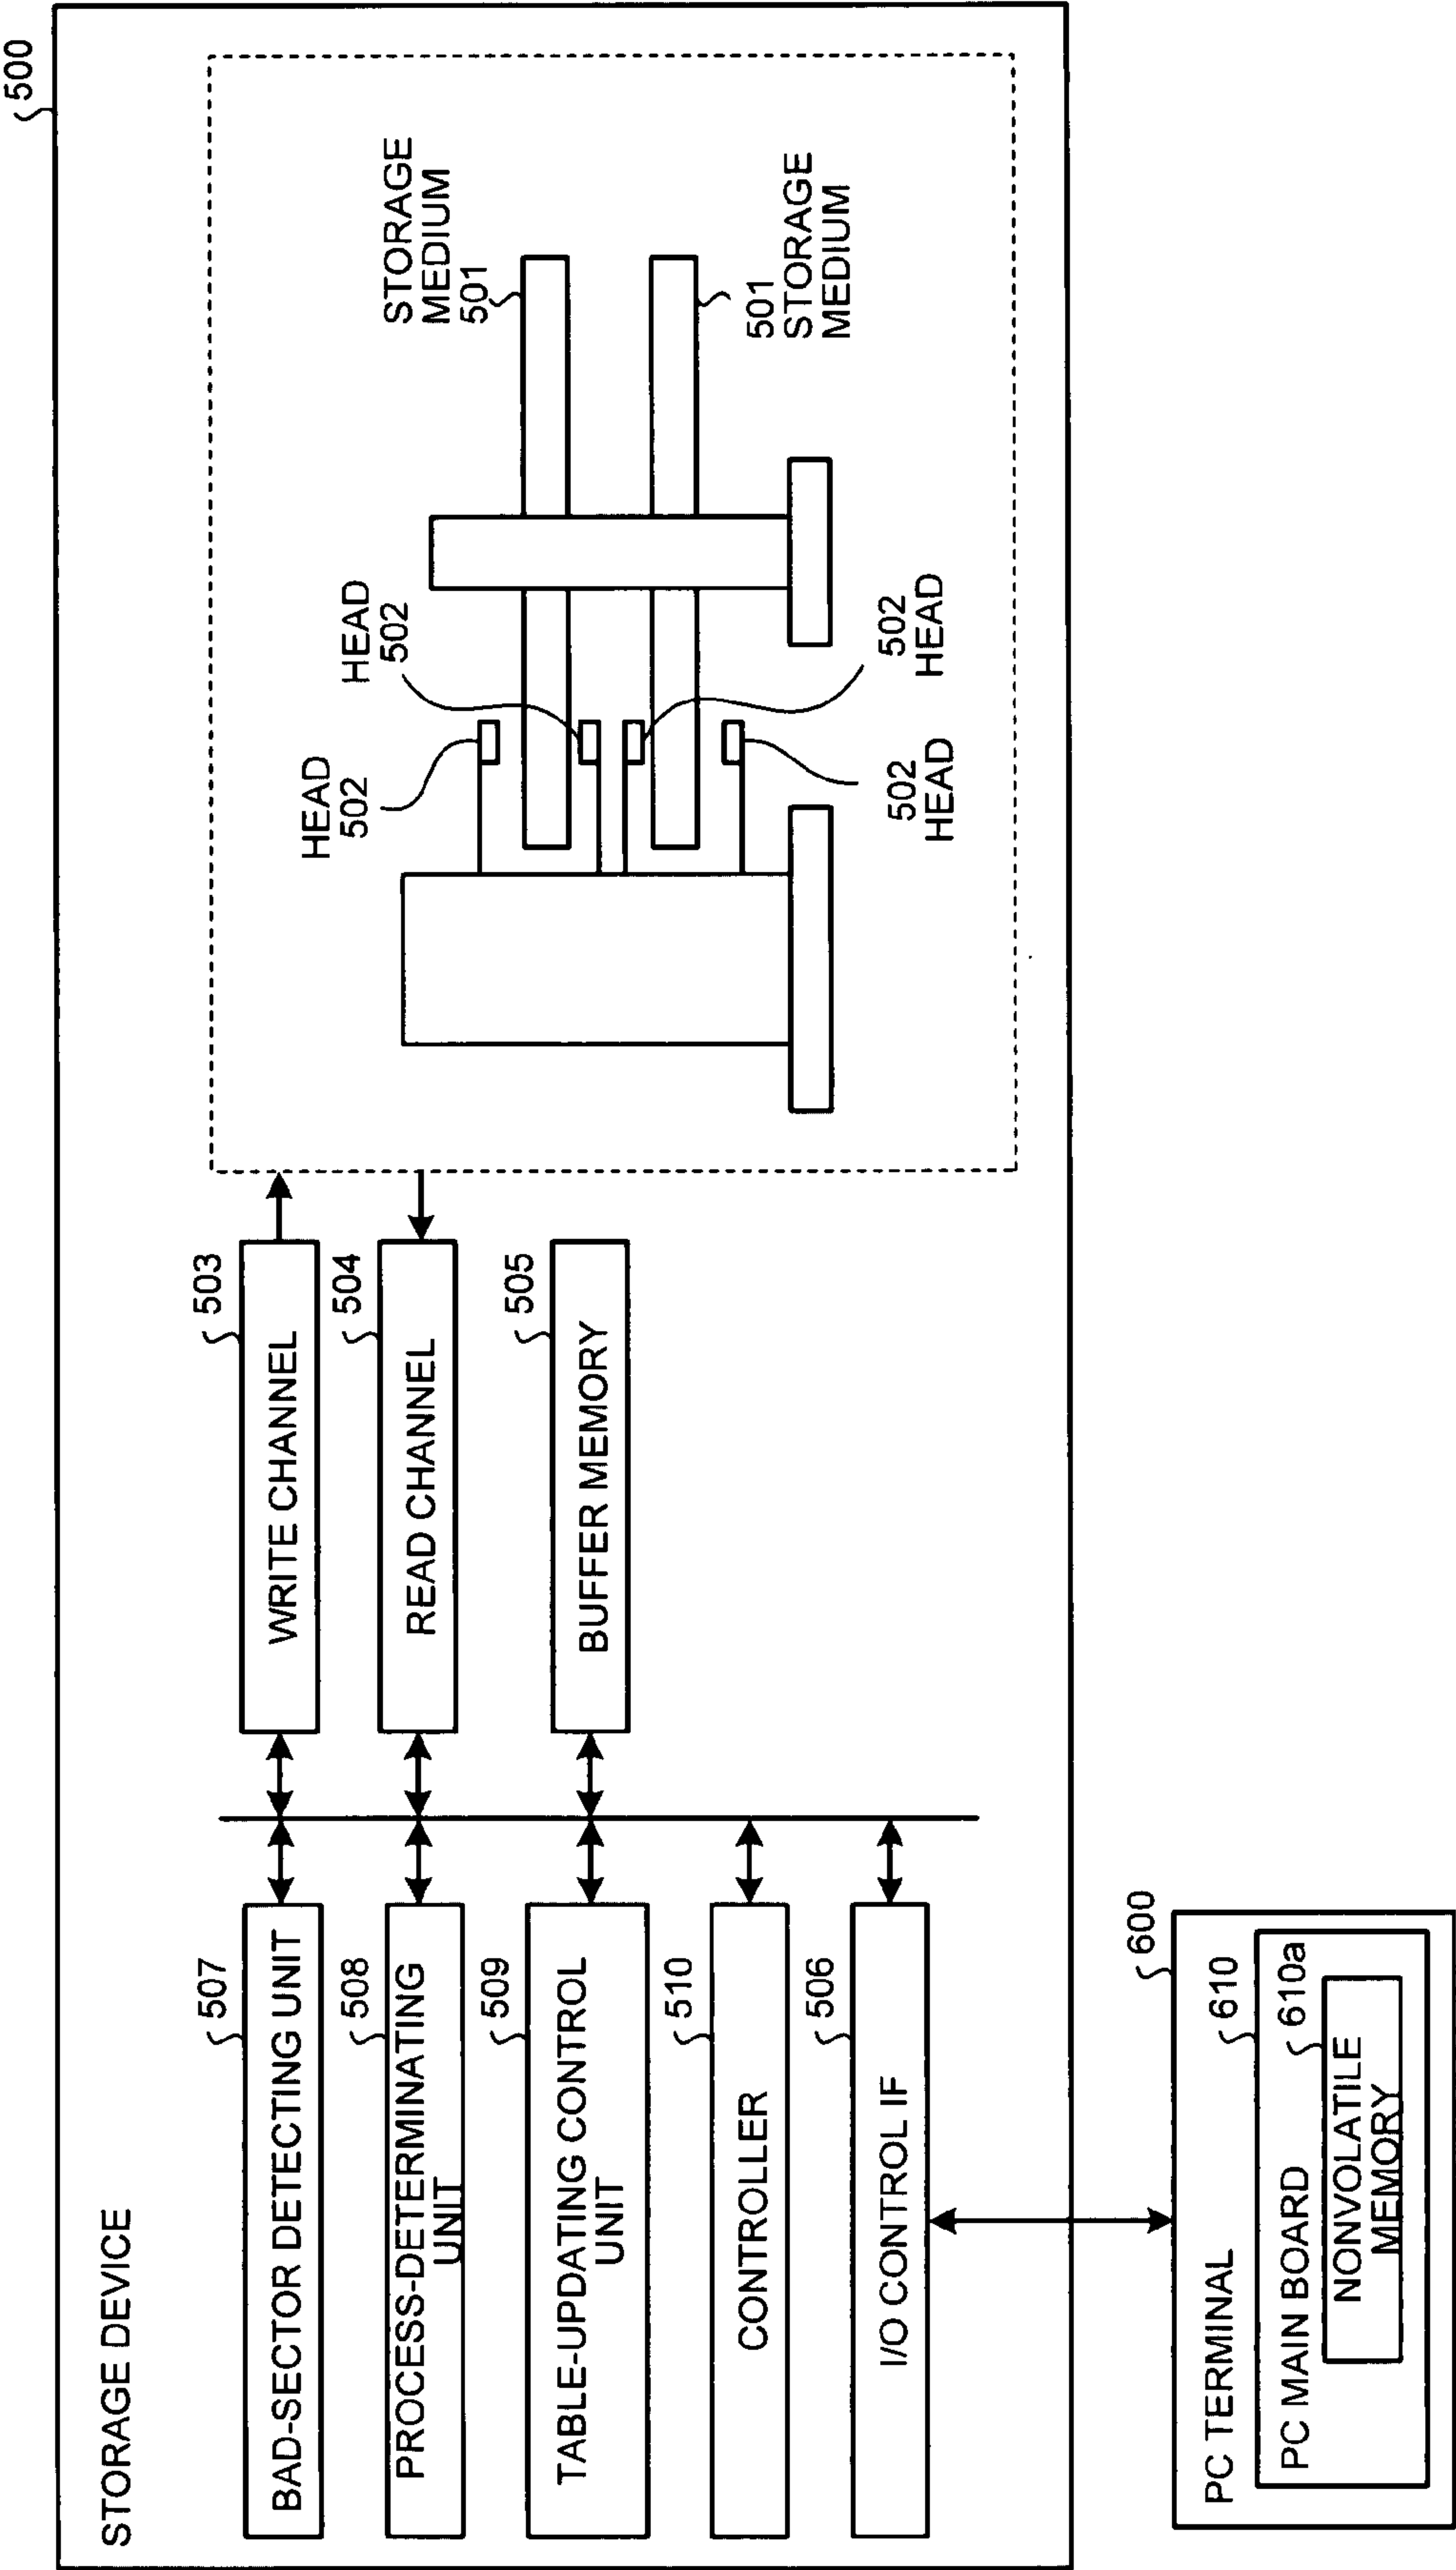 500
STORAGE DEVICE
507
BAD-SECTOR DETECTING UNIT
508
PROCESS-DETERMINATING
UNIT
509
TABLE-UPDATING CONTROL
UNIT
510
CONTROLLER
506
I/O CONTROL IF
503
WRITE CHANNEL
504
READ CHANNEL
505
BUFFER MEMORY
HEAD
502
HEAD
502
502
HEAD
502
HEAD
STORAGE
MEDIUM
501
501
STORAGE
MEDIUM
600
PC TERMINAL
610
PC MAIN BOARD
610a
NONVOLATILE
MEMORY